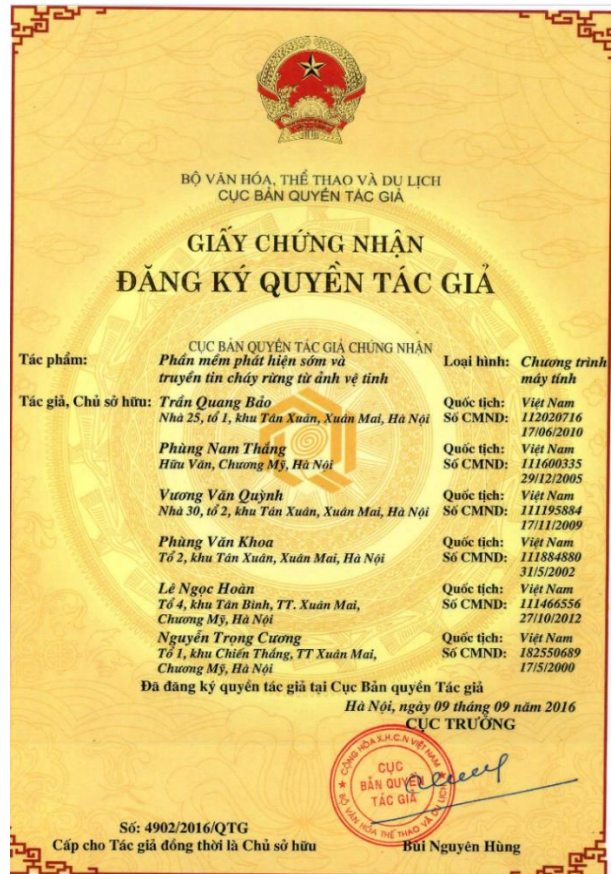 BỘ VĂN HÓA, THỂ THAO VÀ DU LỊCH
CỤC BẢN QUYỀN TÁC GIẢ
GIẤY CHỨNG NHẬN
ĐĂNG KÝ QUYỀN TÁC GIẢ
CỤC BẢN QUYỀN TÁC GIẢ CHỨNG NHẬN
Tác phẩm: Phần mềm phát hiện sớm và Loại hình: Chương trình
truyền tin cháy rừng từ ảnh vệ tinh máy tính
Tác giả, Chủ sở hữu: Trần Quang Bảo Quốc tịch: Việt Nam
Nhà 25, tổ 1, khu Tân Xuân, Xuân Mai, Hà Nội Số CMND: 112020716
17/06/2010
Phùng Nam Thắng Quốc tịch: Việt Nam
Hữu Văn, Chương Mỹ, Hà Nội Số CMND: 111600335
29/12/2005
Vương Văn Quỳnh Quốc tịch: Việt Nam
Nhà 30, tổ 2, khu Tân Xuân, Xuân Mai, Hà Nội Số CMND: 111195884
17/11/2009
Phùng Văn Khoa Quốc tịch: Việt Nam
Tổ 2, khu Tân Xuân, Xuân Mai, Hà Nội Số CMND: 111884880
31/5/2002
Lê Ngọc Hoàn Quốc tịch: Việt Nam
Tổ 4, khu Tân Bình, TT. Xuân Mai, Số CMND: 111466556
Chương Mỹ, Hà Nội 27/10/2012
Nguyễn Trọng Cương Quốc tịch: Việt Nam
Tổ 1, khu Chiến Thắng, TT Xuân Mai, Số CMND: 182550689
Chương Mỹ, Hà Nội 17/5/2000
Đã đăng ký quyền tác giả tại Cục Bản quyền Tác giả
Hà Nội, ngày 09 tháng 09 năm 2016
CỤC TRƯỞNG
CỘNG HÒA X.H.C.N VIỆT NAM
CỤC
BẢN QUYỀN
TÁC GIẢ
BỘ VĂN HÓA THỂ THAO VÀ DU LỊCH
Số: 4902/2016/QTG
Cấp cho Tác giả đồng thời là Chủ sở hữu Bùi Nguyên Hùng